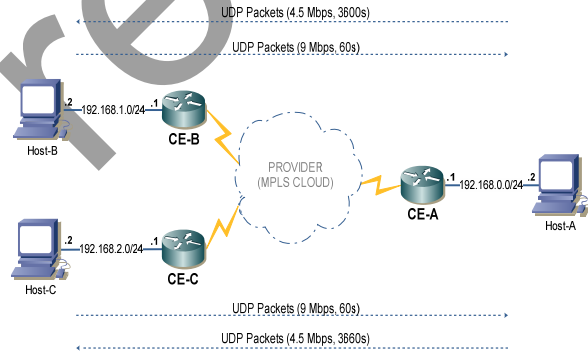 UDP Packets (4.5 Mbps, 3600s)
UDP Packets (9 Mbps, 60s)
.2 192.168.1.0/24 .1
Host-B
CE-B
PROVIDER
(MPLS CLOUD)
.1 192.168.0.0/24 .2
CE-A
Host-A
.2 192.168.2.0/24 .1
Host-C
CE-C
UDP Packets (9 Mbps, 60s)
UDP Packets (4.5 Mbps, 3660s)